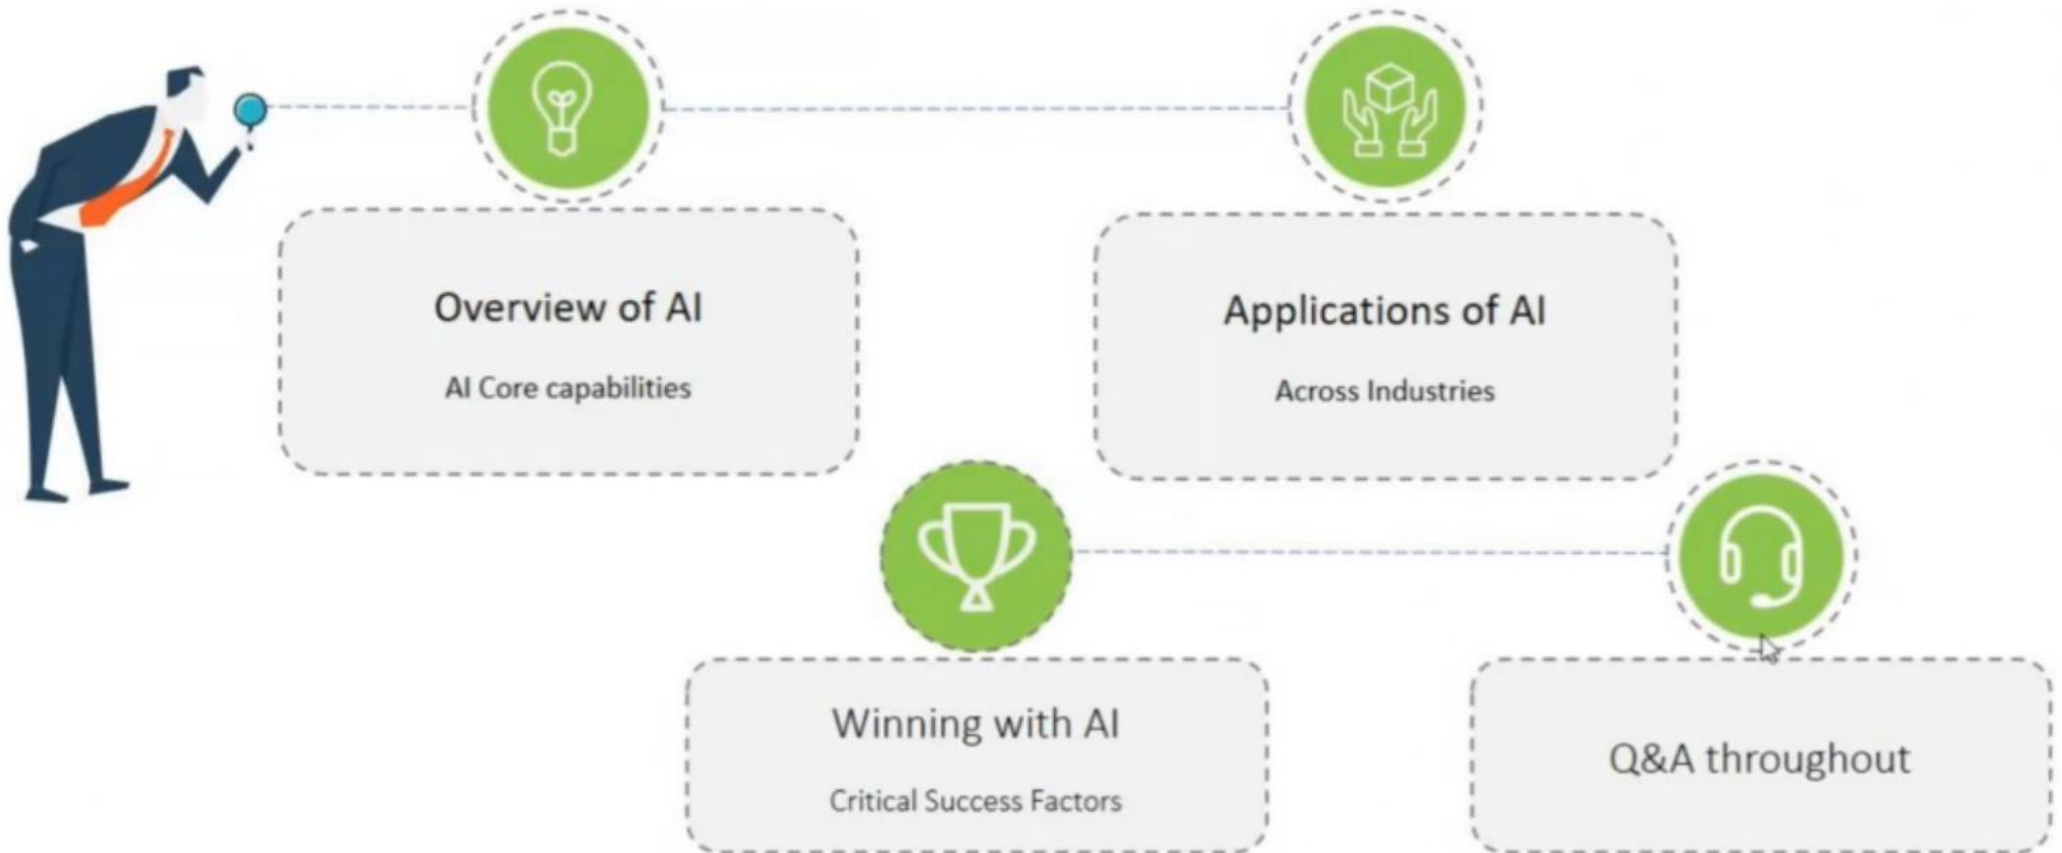 Overview of AI
AI Core capabilities
Applications of AI
Across Industries
Winning with AI
Critical Success Factors
Q&A throughout